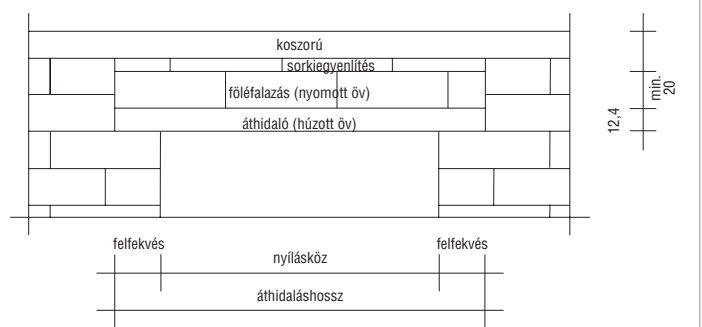 koszorú
sorkiegyenlítés
föléfalazás (nyomott öv)
áthidaló (húzott öv)
min.
20
12,4
felfekvés
felfekvés
nyílásköz
áthidaláshossz